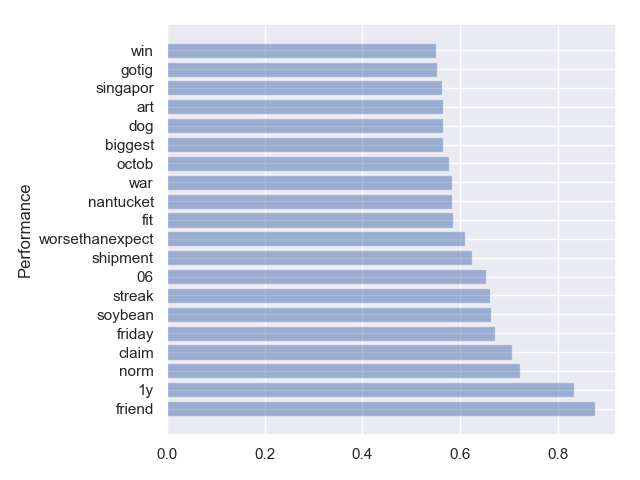 win
gotig
singapor
art
dog
biggest
octob
war
nantucket
fit
worsethanexpect
shipment
06
streak
soybean
friday
claim
norm
1y
friend
Performance
0.0 0.2 0.4 0.6 0.8